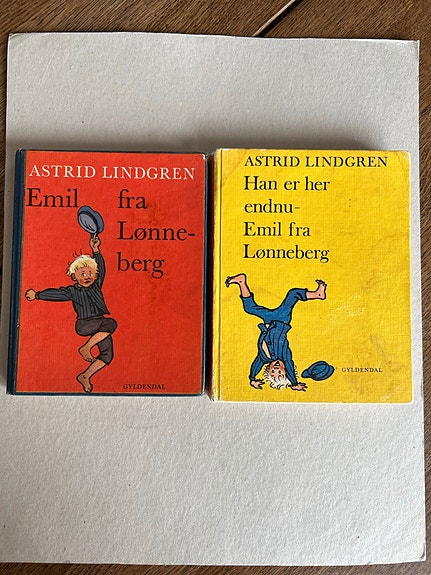 ASTRID LINDGREN
Emil fra
Lønne-
berg
GYLDENDAL
ASTRID LINDGREN
Han er her
endnu-
Emil fra
Lønneberg
GYLDENDAL